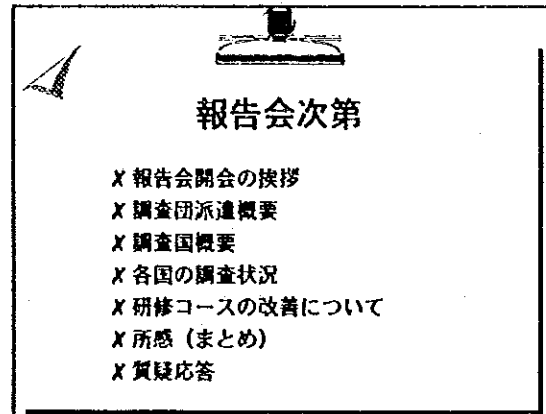 報告会次第
✗ 報告会開会の挨拶
✗ 調査団派遣概要
✗ 調査国概要
✗ 各国の調査状況
✗ 研修コースの改善について
✗ 所感（まとめ）
✗ 質疑応答